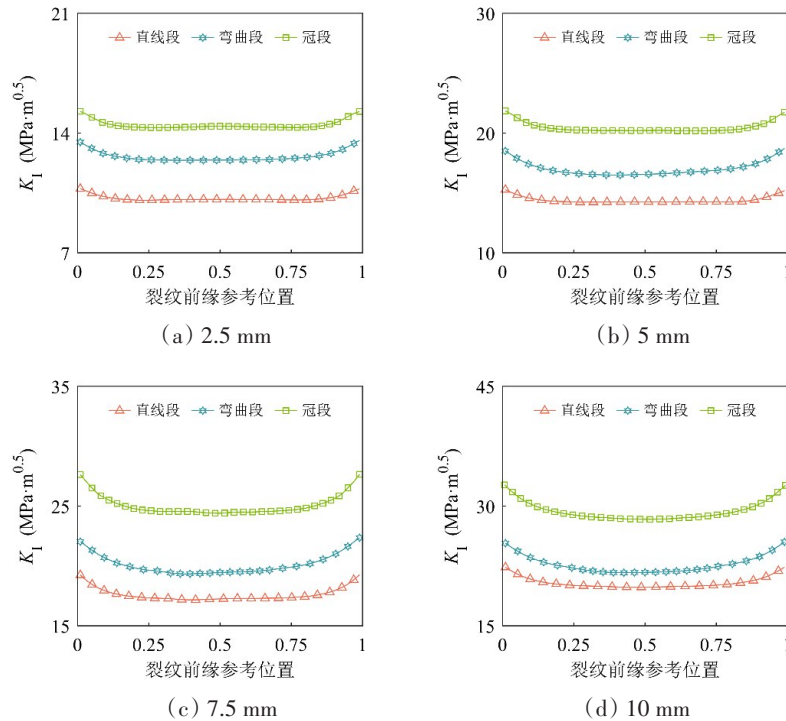 21
14
7
K_I (MPa·m^0.5)
直线段 弯曲段 冠段
0 0.25 0.50 0.75 1
裂纹前缘参考位置
(a) 2.5 mm
30
20
10
K_I (MPa·m^0.5)
直线段 弯曲段 冠段
0 0.25 0.50 0.75 1
裂纹前缘参考位置
(b) 5 mm
35
25
15
K_I (MPa·m^0.5)
直线段 弯曲段 冠段
0 0.25 0.50 0.75 1
裂纹前缘参考位置
(c) 7.5 mm
45
30
15
K_I (MPa·m^0.5)
直线段 弯曲段 冠段
0 0.25 0.50 0.75 1
裂纹前缘参考位置
(d) 10 mm